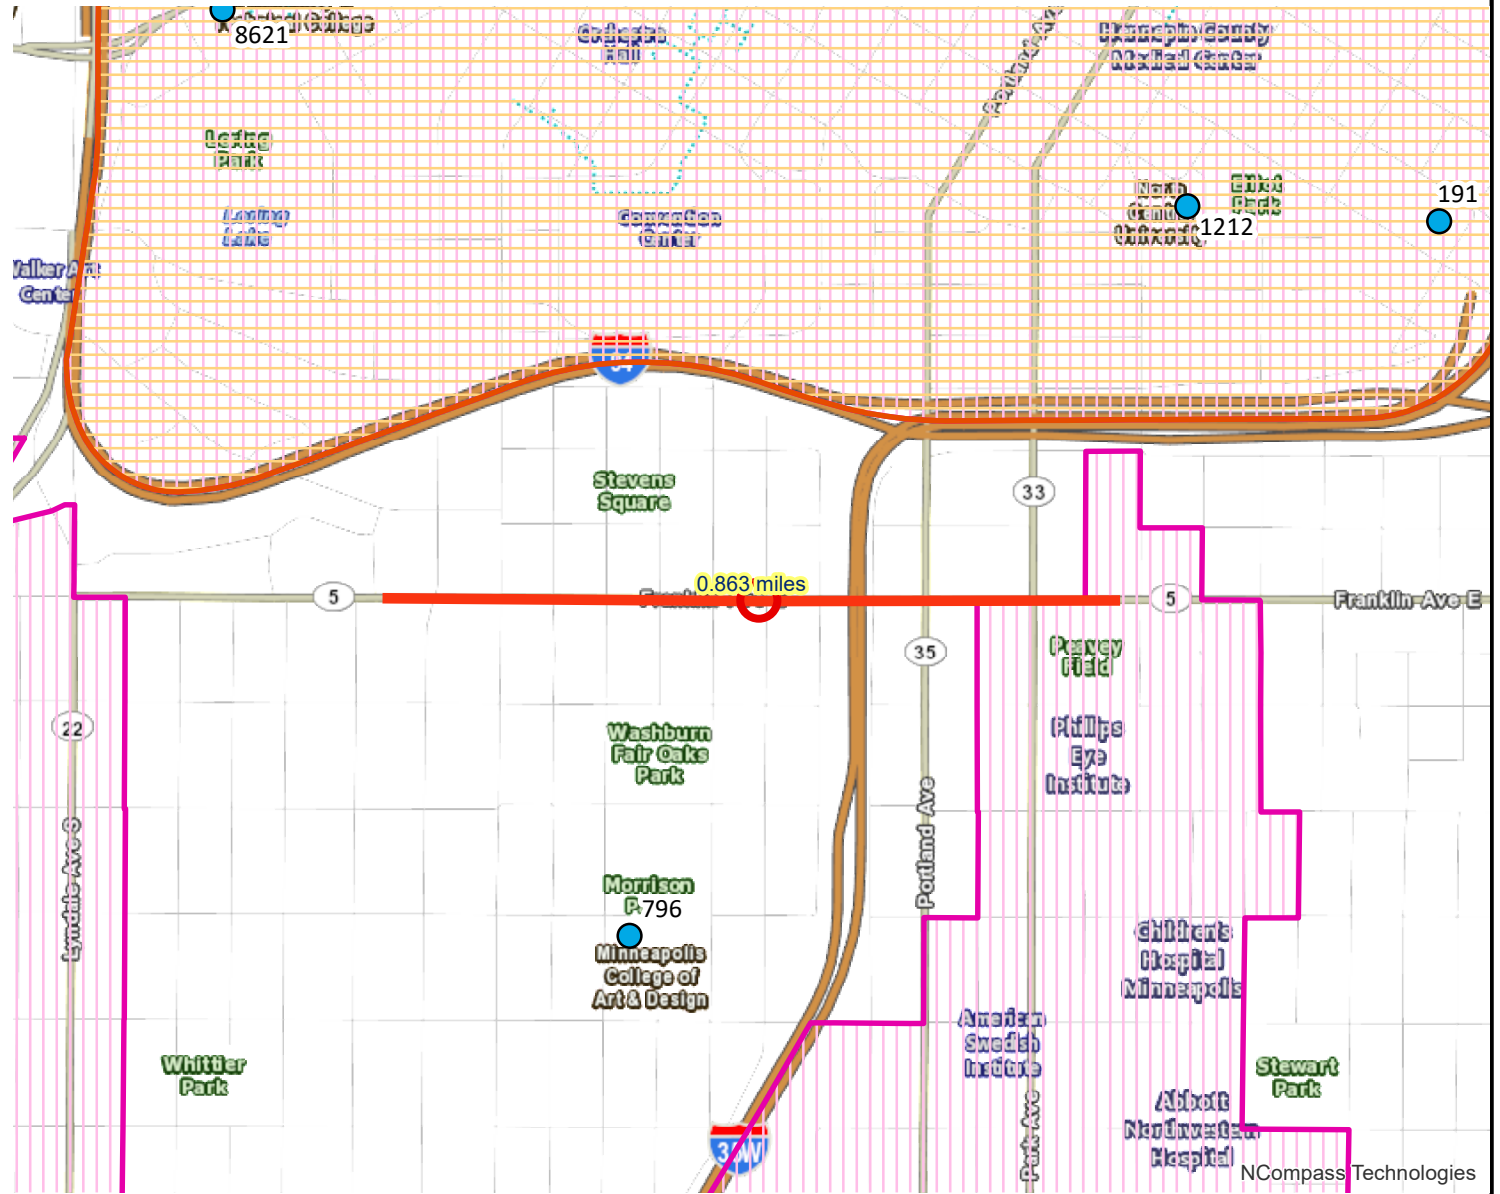 8621
Loring
Park
Loring
Lake
Convention
Center
Hennepin County
Medical Center
North
Central
University
1212
Elliot
Park
191
Walker Art
Center
Stevens
Square
33
5
0.863 miles
5
Franklin Ave E
35
Peavey
Field
22
Washburn
Fair Oaks
Park
Phillips
Eye
Institute
Lyndale Ave S
Portland Ave
Morrison
796
Minneapolis
College of
Art & Design
Children's
Hospital
Minneapolis
American
Swedish
Institute
Whittier
Park
Stewart
Park
Park Ave
Abbott
Northwestern
Hospital
35W
NCompass Technologies